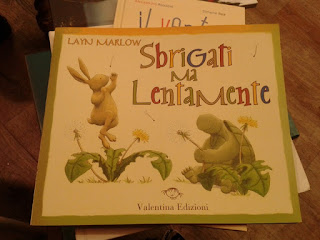 LAYN MARLOW
SbRiGATi
MA
LENTAMENTE
Valentina Edizioni